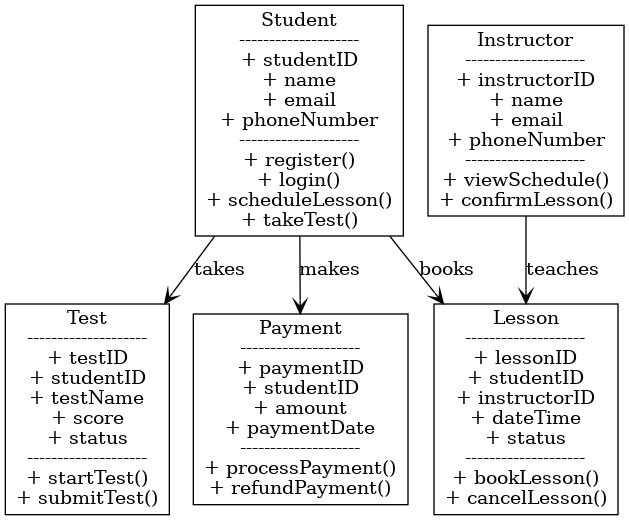 Student
--------------------
+ studentID
+ name
+ email
+ phoneNumber
--------------------
+ register()
+ login()
+ scheduleLesson()
+ takeTest()
Instructor
--------------------
+ instructorID
+ name
+ email
+ phoneNumber
--------------------
+ viewSchedule()
+ confirmLesson()
takes
makes
books
teaches
Test
--------------------
+ testID
+ studentID
+ testName
+ score
+ status
--------------------
+ startTest()
+ submitTest()
Payment
--------------------
+ paymentID
+ studentID
+ amount
+ paymentDate
--------------------
+ processPayment()
+ refundPayment()
Lesson
--------------------
+ lessonID
+ studentID
+ instructorID
+ dateTime
+ status
--------------------
+ bookLesson()
+ cancelLesson()